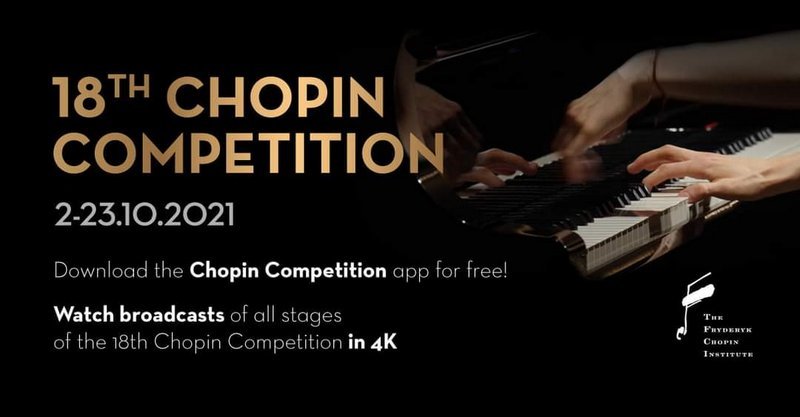 18TH CHOPIN
COMPETITION
2-23.10.2021
Download the Chopin Competition app for free!
Watch broadcasts of all stages
of the 18th Chopin Competition in 4K
THE
FRYDERYK
CHOPIN
INSTITUTE